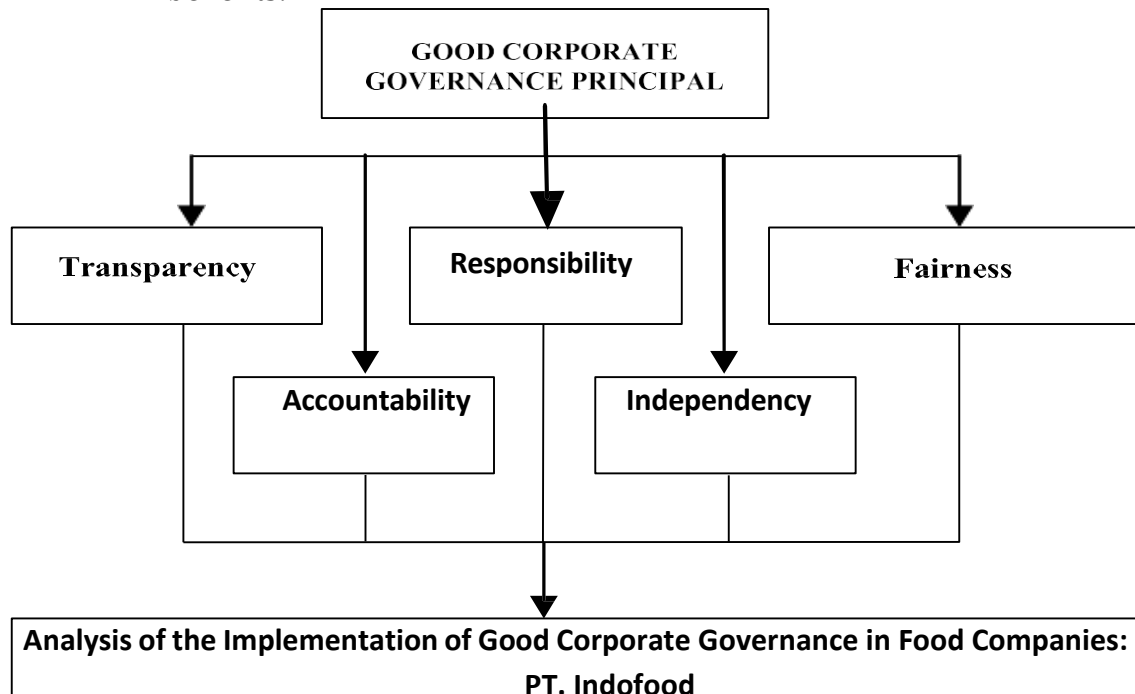 GOOD CORPORATE
GOVERNANCE PRINCIPAL
Transparency
Responsibility
Fairness
Accountability
Independency
Analysis of the Implementation of Good Corporate Governance in Food Companies:
PT. Indofood